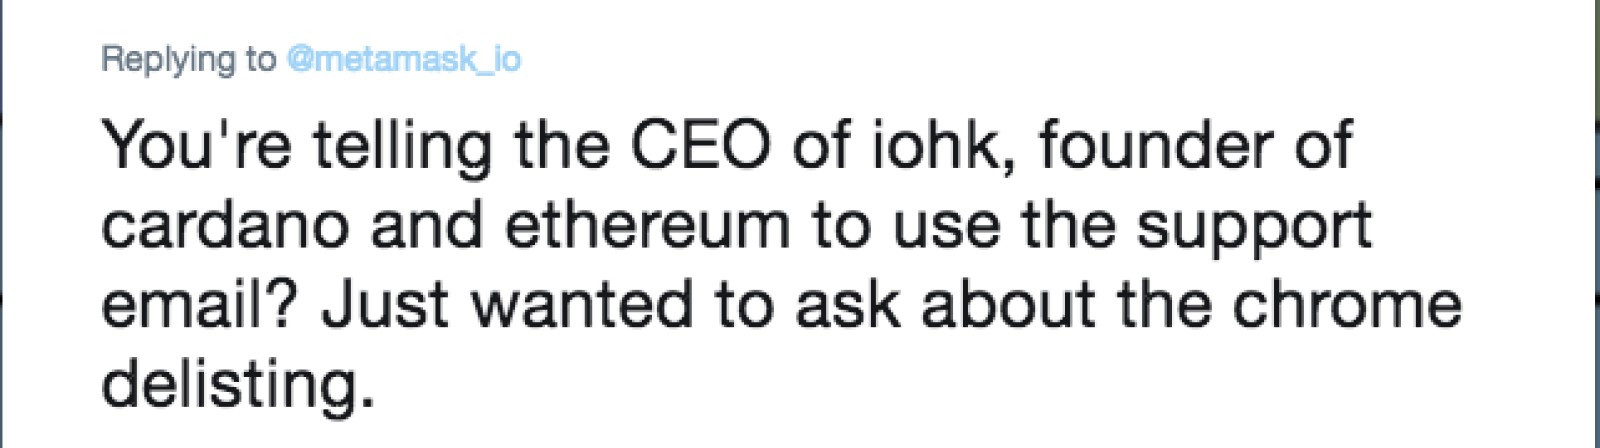 Replying to @metamask_io
You're telling the CEO of iohk, founder of
cardano and ethereum to use the support
email? Just wanted to ask about the chrome
delisting.